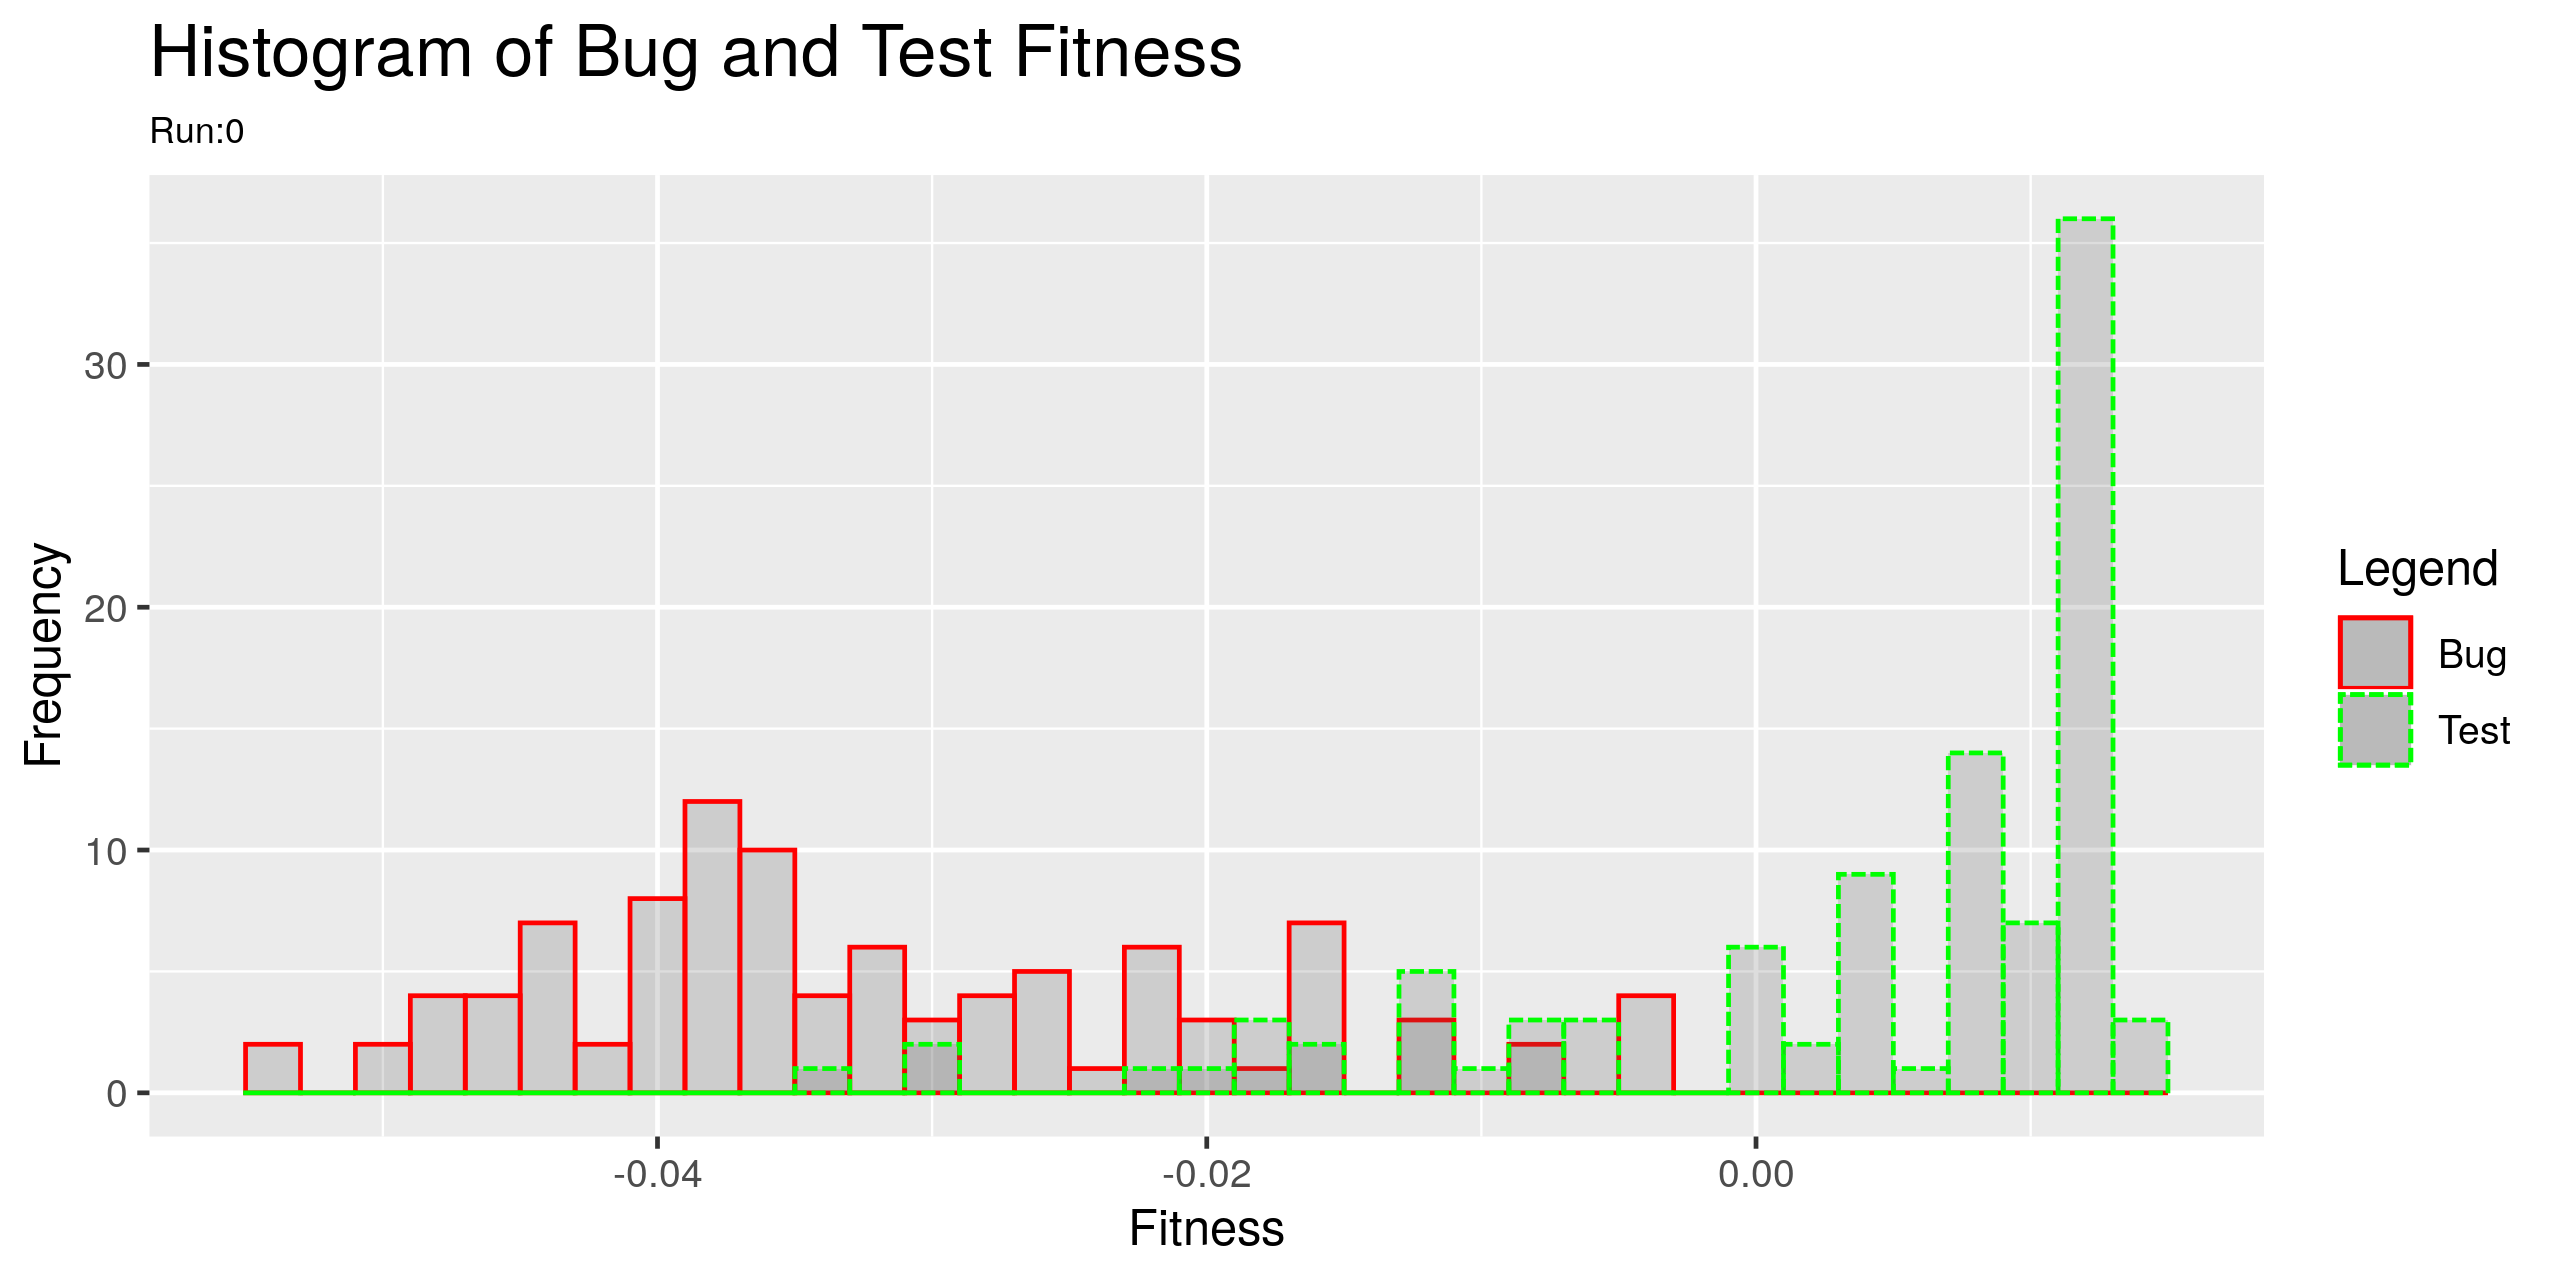 Histogram of Bug and Test Fitness
Run:0
Frequency
30
20
10
0
-0.04
-0.02
0.00
Fitness
Legend
Bug
Test